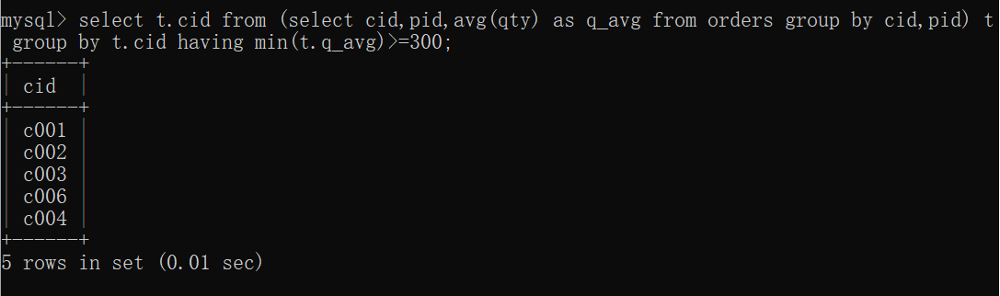 mysql> select t.cid from (select cid,pid,avg(qty) as q_avg from orders group by cid,pid) t
group by t.cid having min(t.q_avg)>=300;
+------+
| cid  |
+------+
| c001 |
| c002 |
| c003 |
| c006 |
| c004 |
+------+
5 rows in set (0.01 sec)